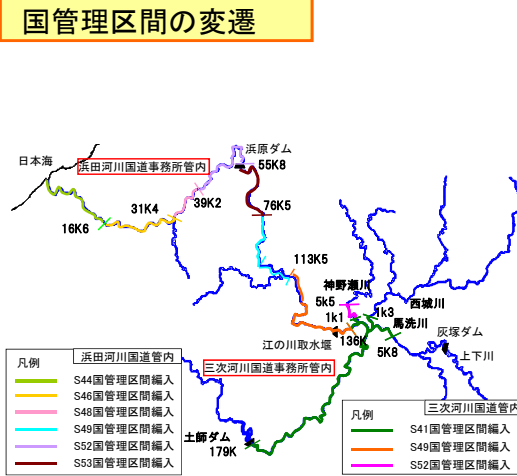 国管理区間の変遷
浜原ダム
日本海
浜田河川国道事務所管内
55K8
39K2
31K4
76K5
16K6
113K5
神野瀬川
5k5
1k1
1k3
西城川
馬洗川
136K
江の川取水堰
5K8
灰塚ダム
上下川
三次河川国道事務所管内
土師ダム
179K
凡例
浜田河川国道管内
S44国管理区間編入
S46国管理区間編入
S48国管理区間編入
S49国管理区間編入
S52国管理区間編入
S53国管理区間編入
凡例
三次河川国道管内
S41国管理区間編入
S49国管理区間編入
S52国管理区間編入